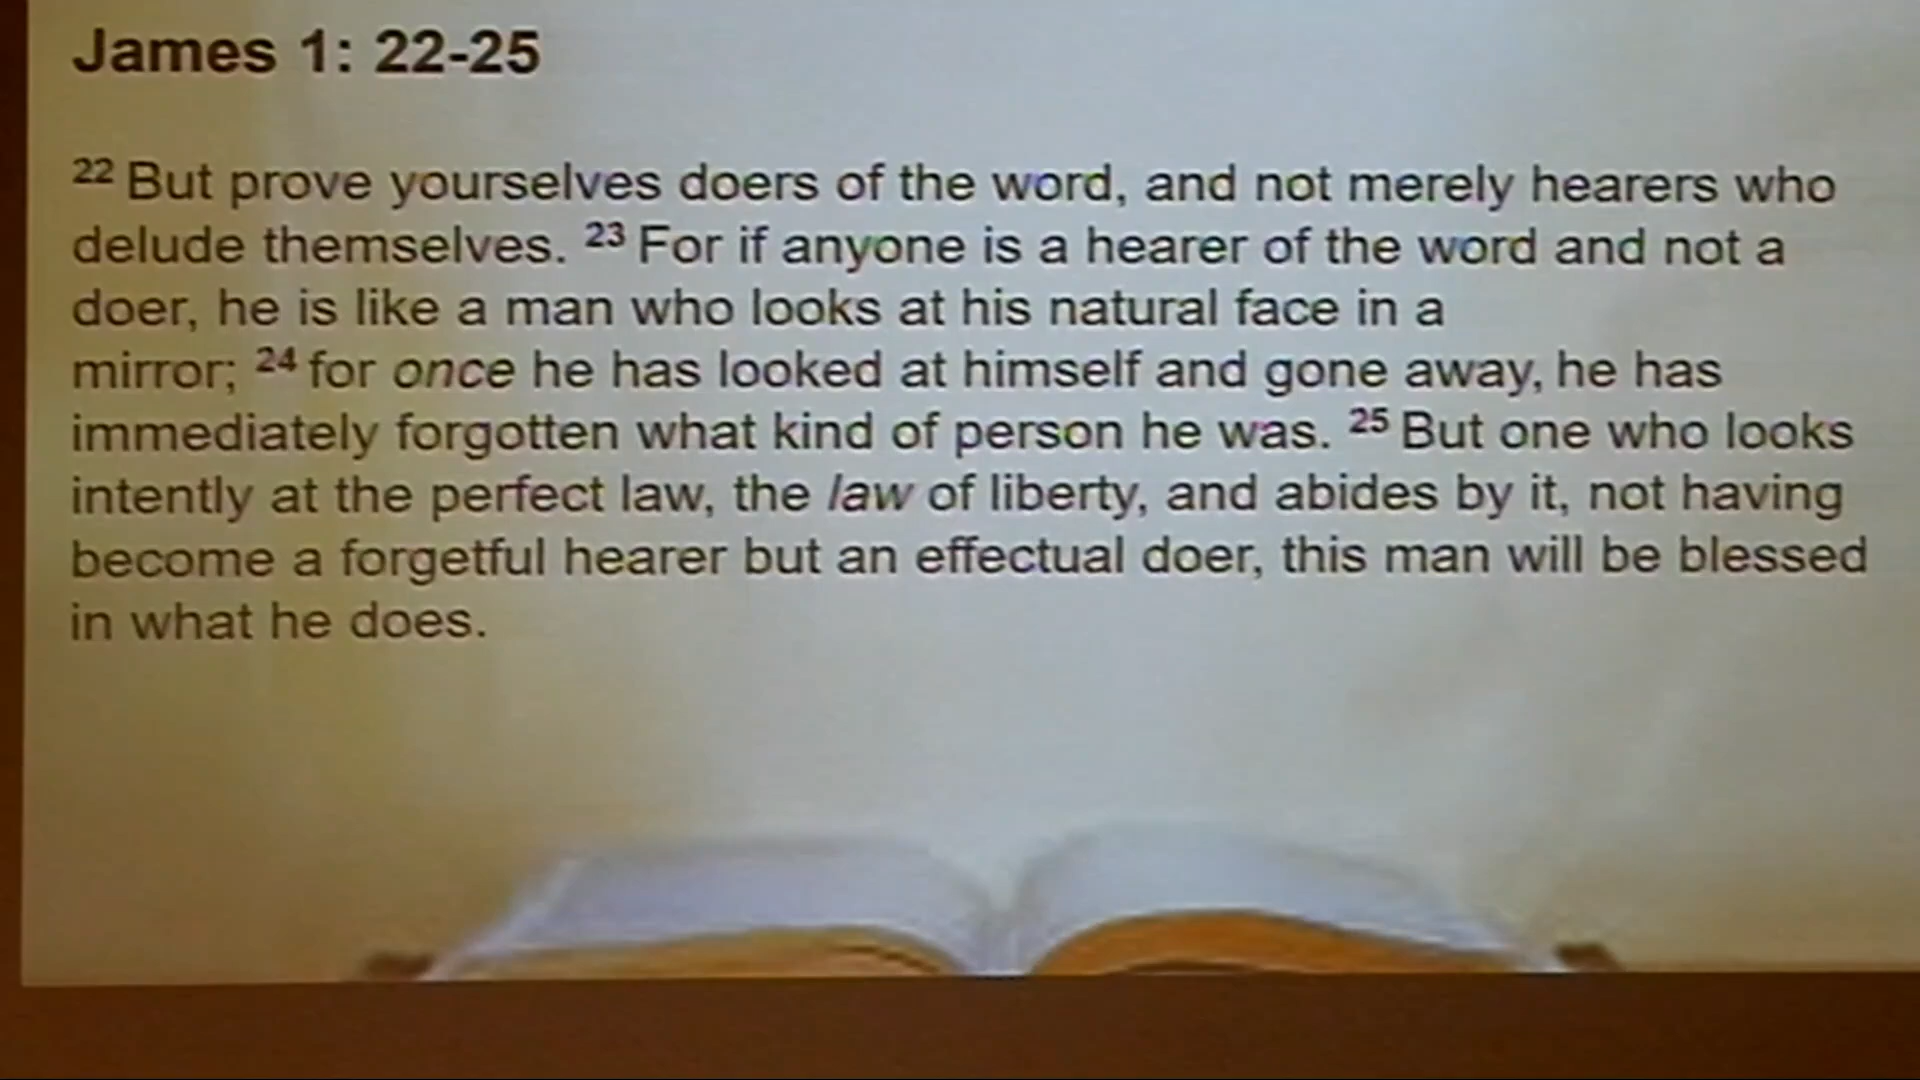 James 1: 22-25
22 But prove yourselves doers of the word, and not merely hearers who
delude themselves. 23 For if anyone is a hearer of the word and not a
doer, he is like a man who looks at his natural face in a
mirror; 24 for once he has looked at himself and gone away, he has
immediately forgotten what kind of person he was. 25 But one who looks
intently at the perfect law, the law of liberty, and abides by it, not having
become a forgetful hearer but an effectual doer, this man will be blessed
in what he does.